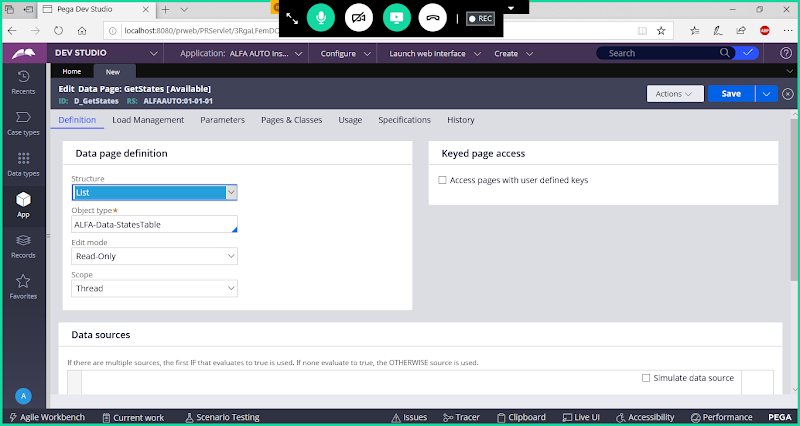 Pega Dev Studio
localhost:8080/prweb/PRServlet/3RgaLFemDC
REC
DEV STUDIO
Application: ALFA AUTO Ins...
Configure
Launch web interface
Create
Search
Home
New
Recents
Case types
Data types
App
Records
Favorites
A
Edit Data Page: GetStates [Available]
ID: D_GetStates RS: ALFAAUTO:01-01-01
Actions
Save
Definition
Load Management
Parameters
Pages & Classes
Usage
Specifications
History
Data page definition
Structure
List
Object type*
ALFA-Data-StatesTable
Edit mode
Read-Only
Scope
Thread
Keyed page access
Access pages with user defined keys
Data sources
If there are multiple sources, the first IF that evaluates to true is used. If none evaluate to true, the OTHERWISE source is used.
Simulate data source
Agile Workbench
Current work
Scenario Testing
Issues
Tracer
Clipboard
Live UI
Accessibility
Performance
PEGA